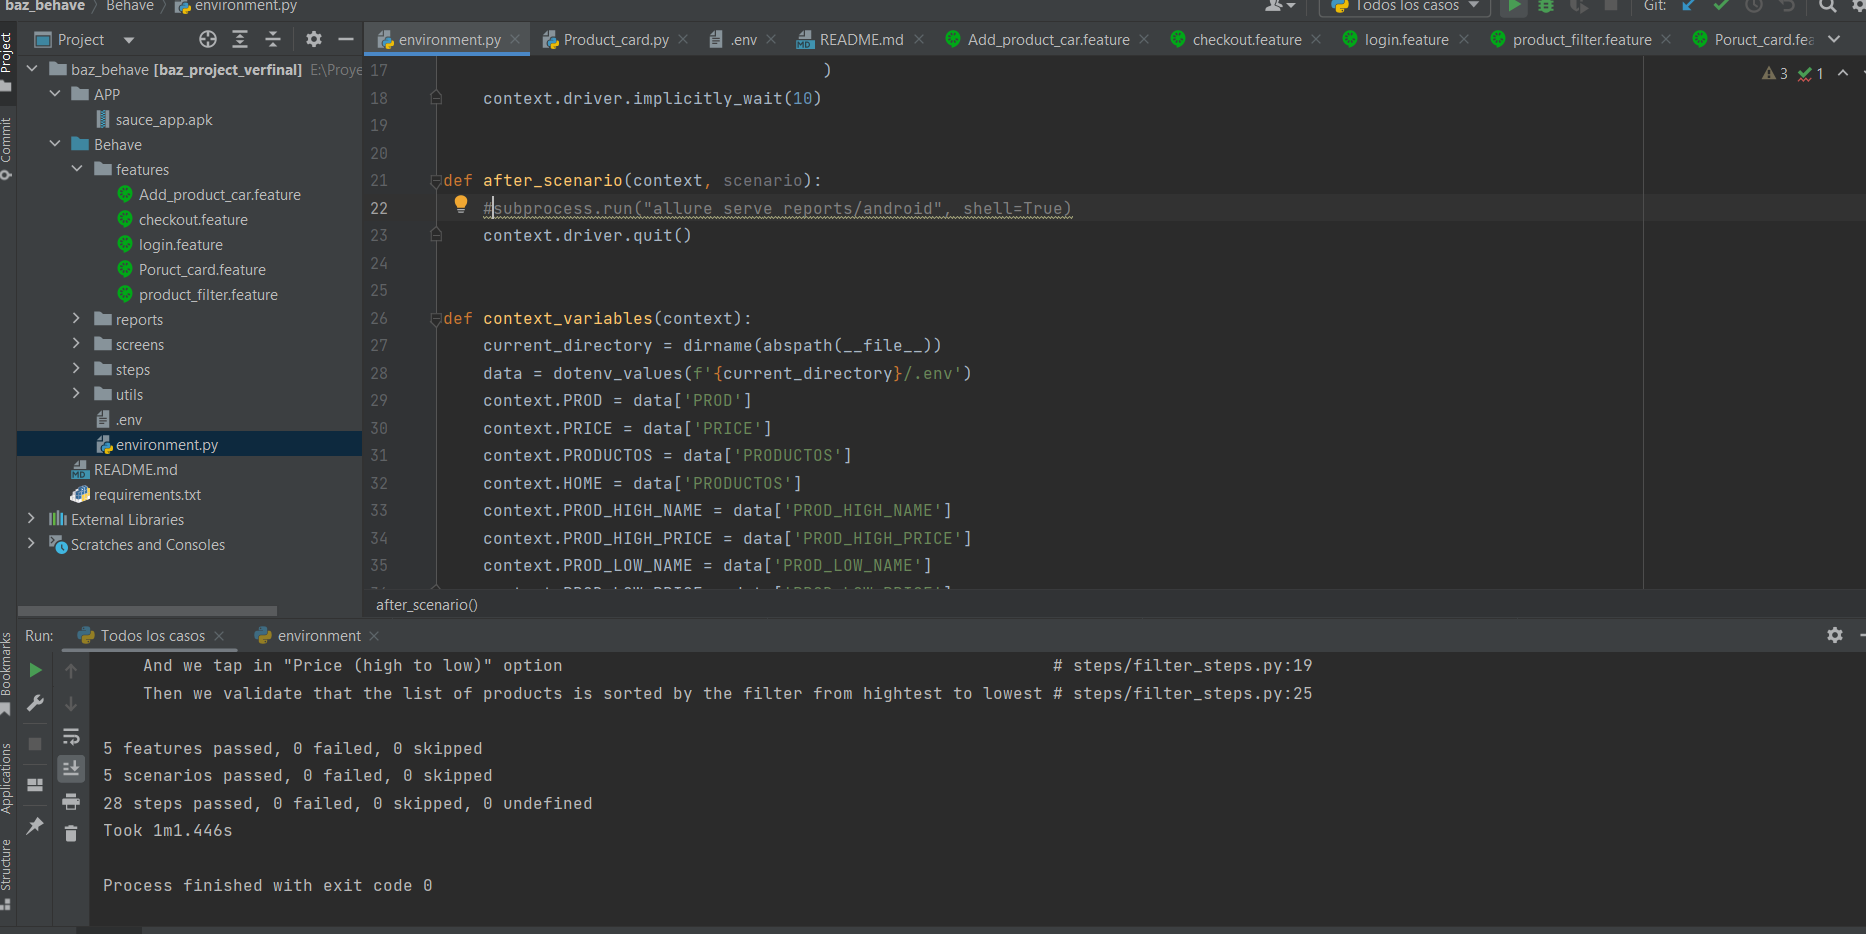 baz_behave Behave environment.py
Todos los casos Git:
Project environment.py Product_card.py .env README.md Add_product_car.feature checkout.feature login.feature product_filter.feature Poruct_card.fea
Project
Commit
baz_behave [baz_project_verfinal] E:\Proye
APP
sauce_app.apk
Behave
features
Add_product_car.feature
checkout.feature
login.feature
Poruct_card.feature
product_filter.feature
reports
screens
steps
utils
.env
environment.py
README.md
requirements.txt
External Libraries
Scratches and Consoles
3 1
17 )
18 context.driver.implicitly_wait(10)
19
20
21 def after_scenario(context, scenario):
22 #subprocess.run("allure serve reports/android", shell=True)
23 context.driver.quit()
24
25
26 def context_variables(context):
27 current_directory = dirname(abspath(__file__))
28 data = dotenv_values(f'{current_directory}/.env')
29 context.PROD = data['PROD']
30 context.PRICE = data['PRICE']
31 context.PRODUCTOS = data['PRODUCTOS']
32 context.HOME = data['PRODUCTOS']
33 context.PROD_HIGH_NAME = data['PROD_HIGH_NAME']
34 context.PROD_HIGH_PRICE = data['PROD_HIGH_PRICE']
35 context.PROD_LOW_NAME = data['PROD_LOW_NAME']
after_scenario()
Run: Todos los casos environment
Bookmarks
Applications
Structure
And we tap in "Price (high to low)" option # steps/filter_steps.py:19
Then we validate that the list of products is sorted by the filter from hightest to lowest # steps/filter_steps.py:25
5 features passed, 0 failed, 0 skipped
5 scenarios passed, 0 failed, 0 skipped
28 steps passed, 0 failed, 0 skipped, 0 undefined
Took 1m1.446s
Process finished with exit code 0